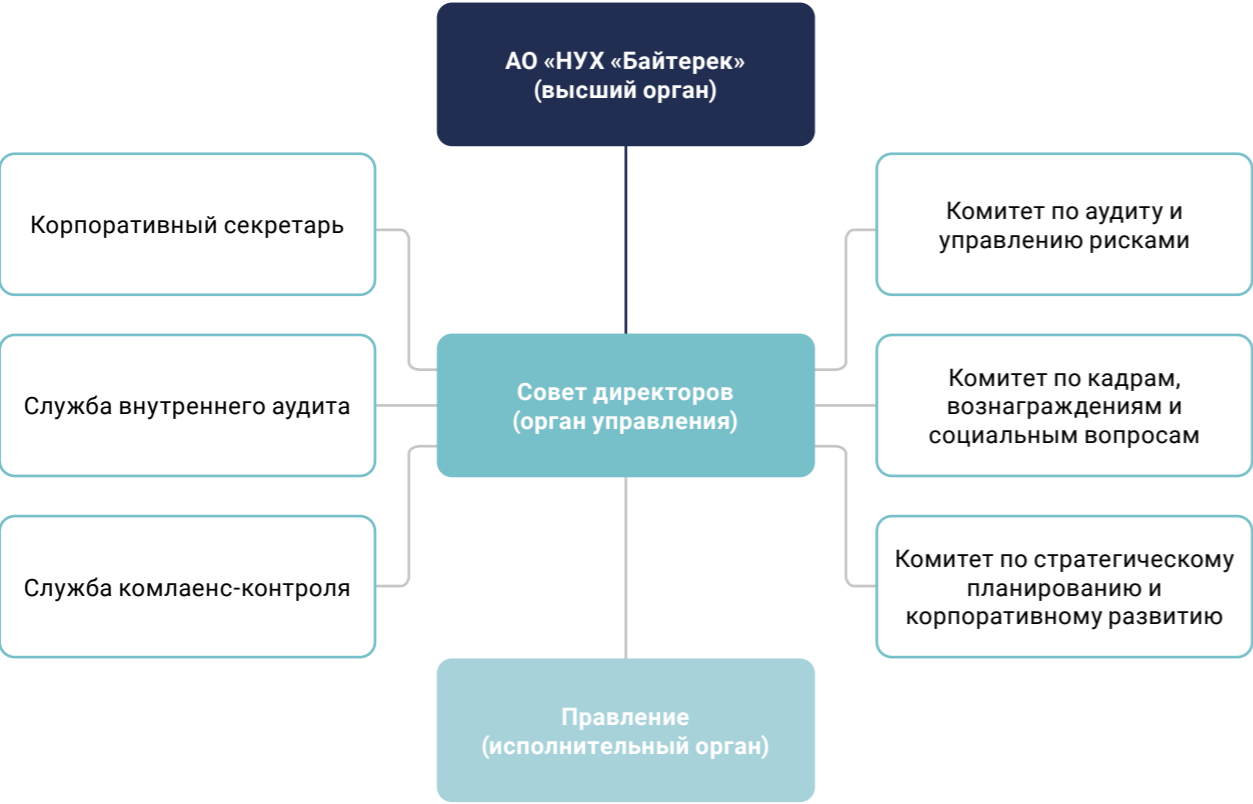 АО «НУХ «Байтерек»
(высший орган)
Корпоративный секретарь
Комитет по аудиту и
управлению рисками
Служба внутреннего аудита
Совет директоров
(орган управления)
Комитет по кадрам,
вознаграждениям и
социальным вопросам
Служба комлаенс-контроля
Комитет по стратегическому
планированию и
корпоративному развитию
Правление
(исполнительный орган)